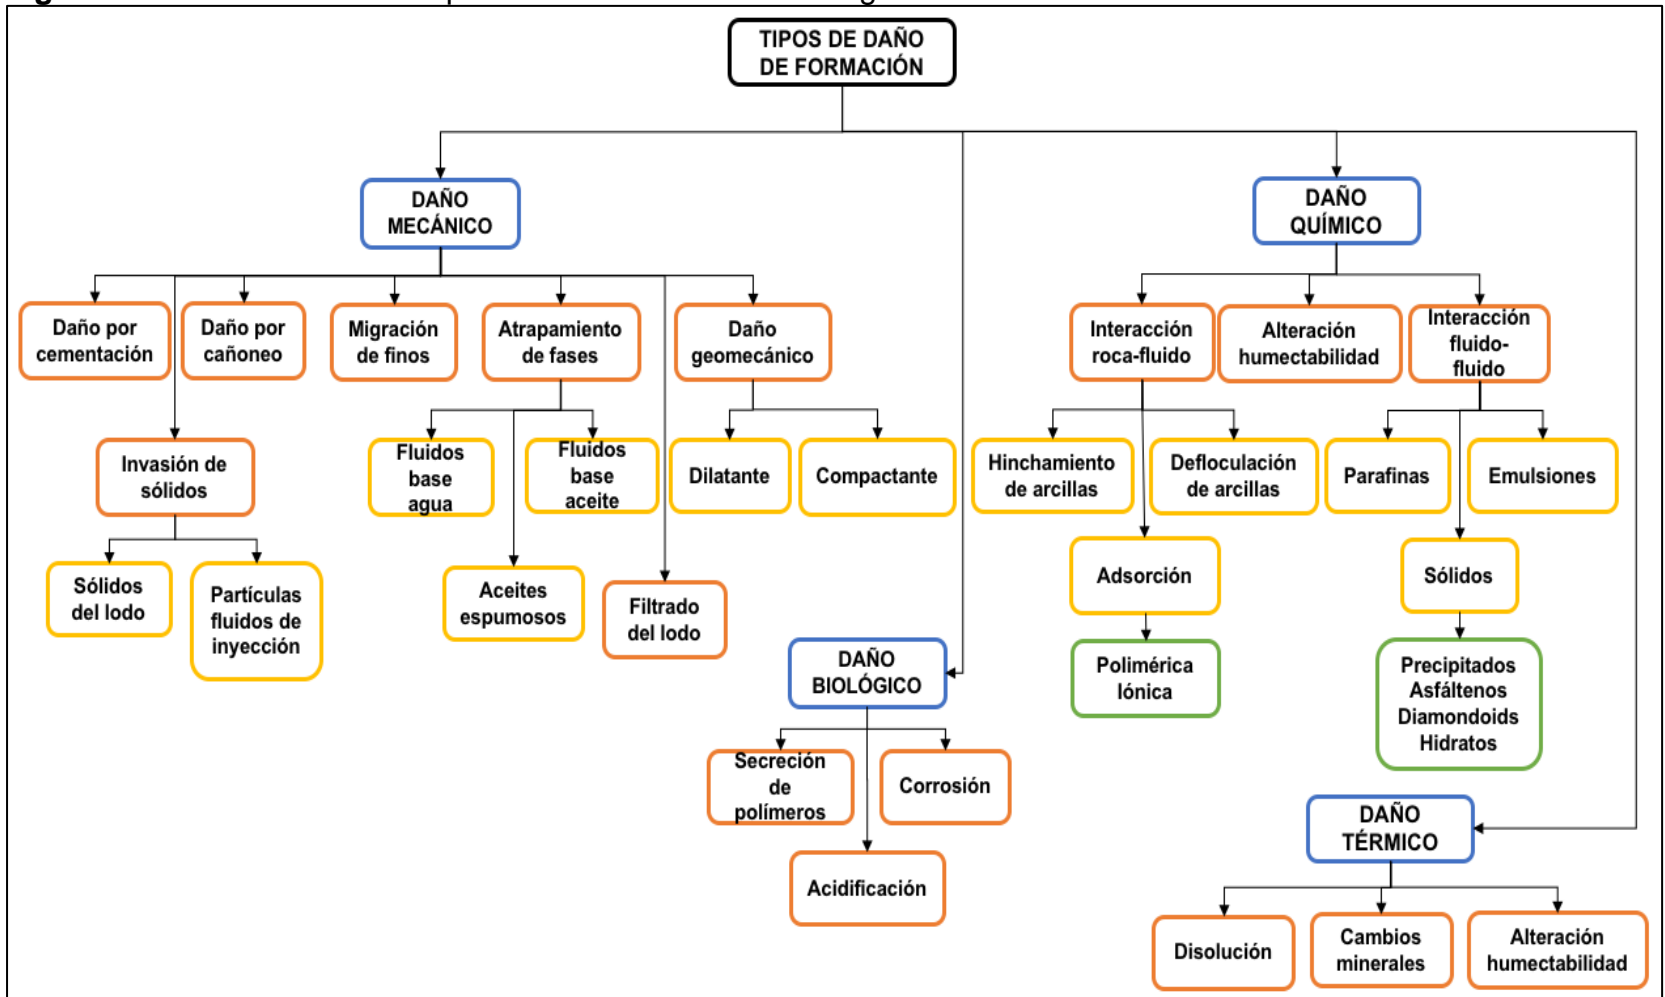 TIPOS DE DAÑO
DE FORMACIÓN
DAÑO
MECÁNICO
DAÑO
QUÍMICO
Daño por
cementación
Daño por
cañoneo
Migración
de finos
Atrapamiento
de fases
Daño
geomecánico
Interacción
roca-fluido
Alteración
humectabilidad
Interacción
fluido-
fluido
Invasión de
sólidos
Fluidos
base
agua
Fluidos
base
aceite
Dilatante
Compactante
Hinchamiento
de arcillas
Defloculación
de arcillas
Parafinas
Emulsiones
Sólidos
del lodo
Partículas
fluidos de
inyección
Aceites
espumosos
Filtrado
del lodo
Adsorción
Sólidos
DAÑO
BIOLÓGICO
Polimérica
Iónica
Precipitados
Asfáltenos
Diamondoids
Hidratos
Secreción
de
polímeros
Corrosión
Acidificación
DAÑO
TÉRMICO
Disolución
Cambios
minerales
Alteración
humectabilidad